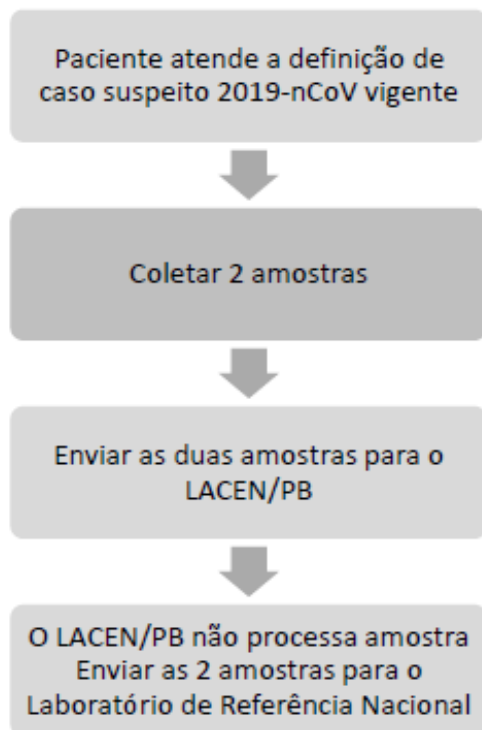 Paciente atende a definição de
caso suspeito 2019-nCoV vigente
Coletar 2 amostras
Enviar as duas amostras para o
LACEN/PB
O LACEN/PB não processa amostra
Enviar as 2 amostras para o
Laboratório de Referência Nacional